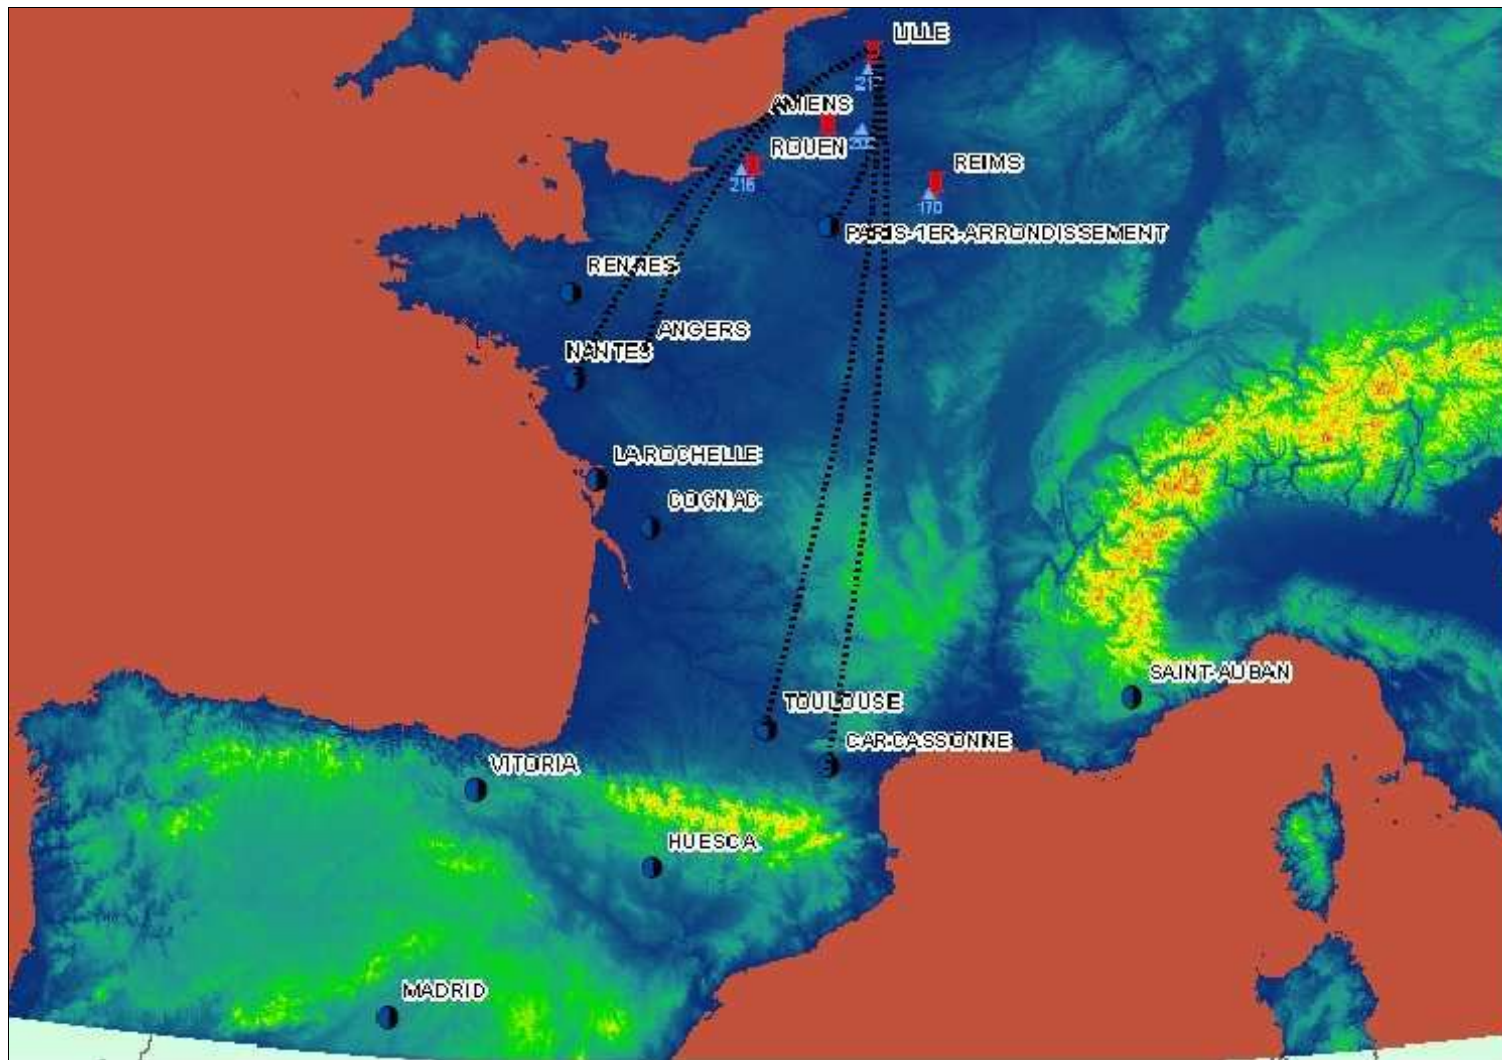 LILLE
AMIENS
ROUEN
216
REIMS
170
PARIS-1ER-ARRONDISSEMENT
RENNES
ANGERS
NANTES
LA ROCHELLE
COGNAC
SAINT-AUBAN
TOULOUSE
CARCASSONNE
VITORIA
HUESCA
MADRID